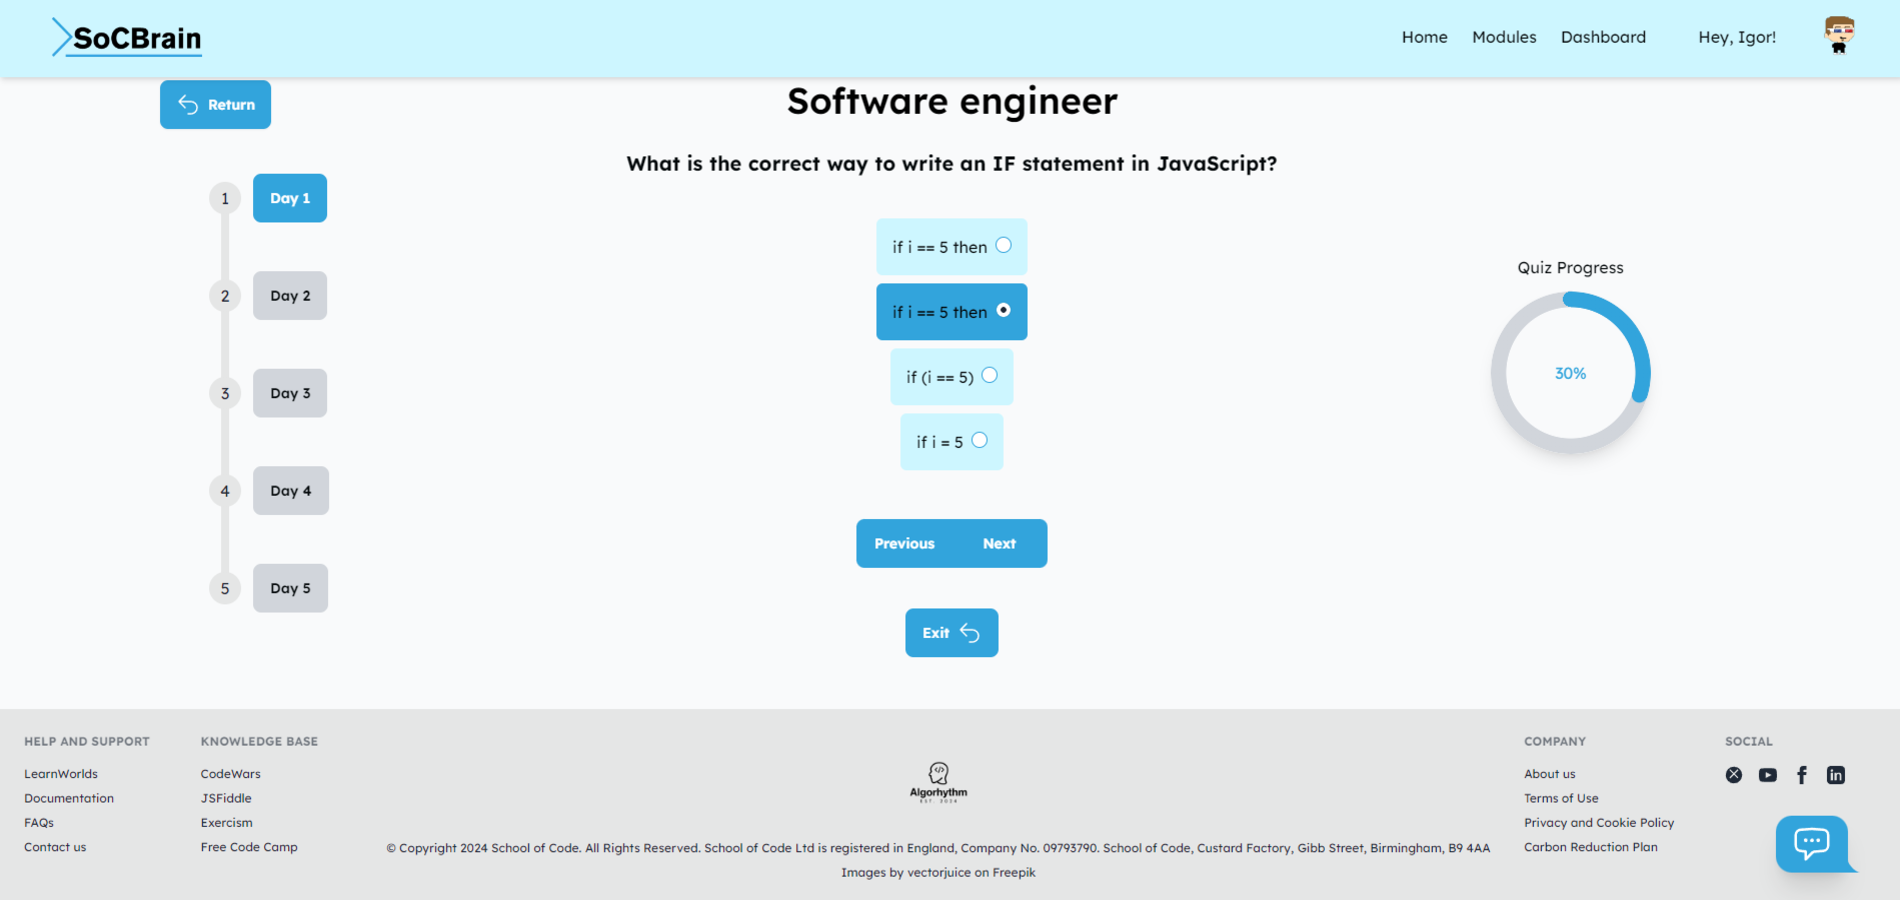 SoCBrain
Home Modules Dashboard Hey, Igor!
Return
Software engineer
What is the correct way to write an IF statement in JavaScript?
1 Day 1
2 Day 2
3 Day 3
4 Day 4
5 Day 5
if i == 5 then
if i == 5 then
if (i == 5)
if i = 5
Previous Next
Exit
Quiz Progress
30%
HELP AND SUPPORT
LearnWorlds
Documentation
FAQs
Contact us
KNOWLEDGE BASE
CodeWars
JSFiddle
Exercism
Free Code Camp
</>
Algorhythm
EST. 2024
© Copyright 2024 School of Code. All Rights Reserved. School of Code Ltd is registered in England, Company No. 09793790. School of Code, Custard Factory, Gibb Street, Birmingham, B9 4AA
Images by vectorjuice on Freepik
COMPANY
About us
Terms of Use
Privacy and Cookie Policy
Carbon Reduction Plan
SOCIAL